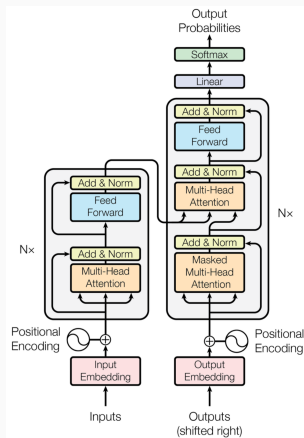 Output
Probabilities
Softmax
Linear
Add & Norm
Feed
Forward
Add & Norm
Multi-Head
Attention
Add & Norm
Masked
Multi-Head
Attention
Nx
Positional
Encoding
Output
Embedding
Outputs
(shifted right)
Add & Norm
Feed
Forward
Nx
Add & Norm
Multi-Head
Attention
Positional
Encoding
Input
Embedding
Inputs